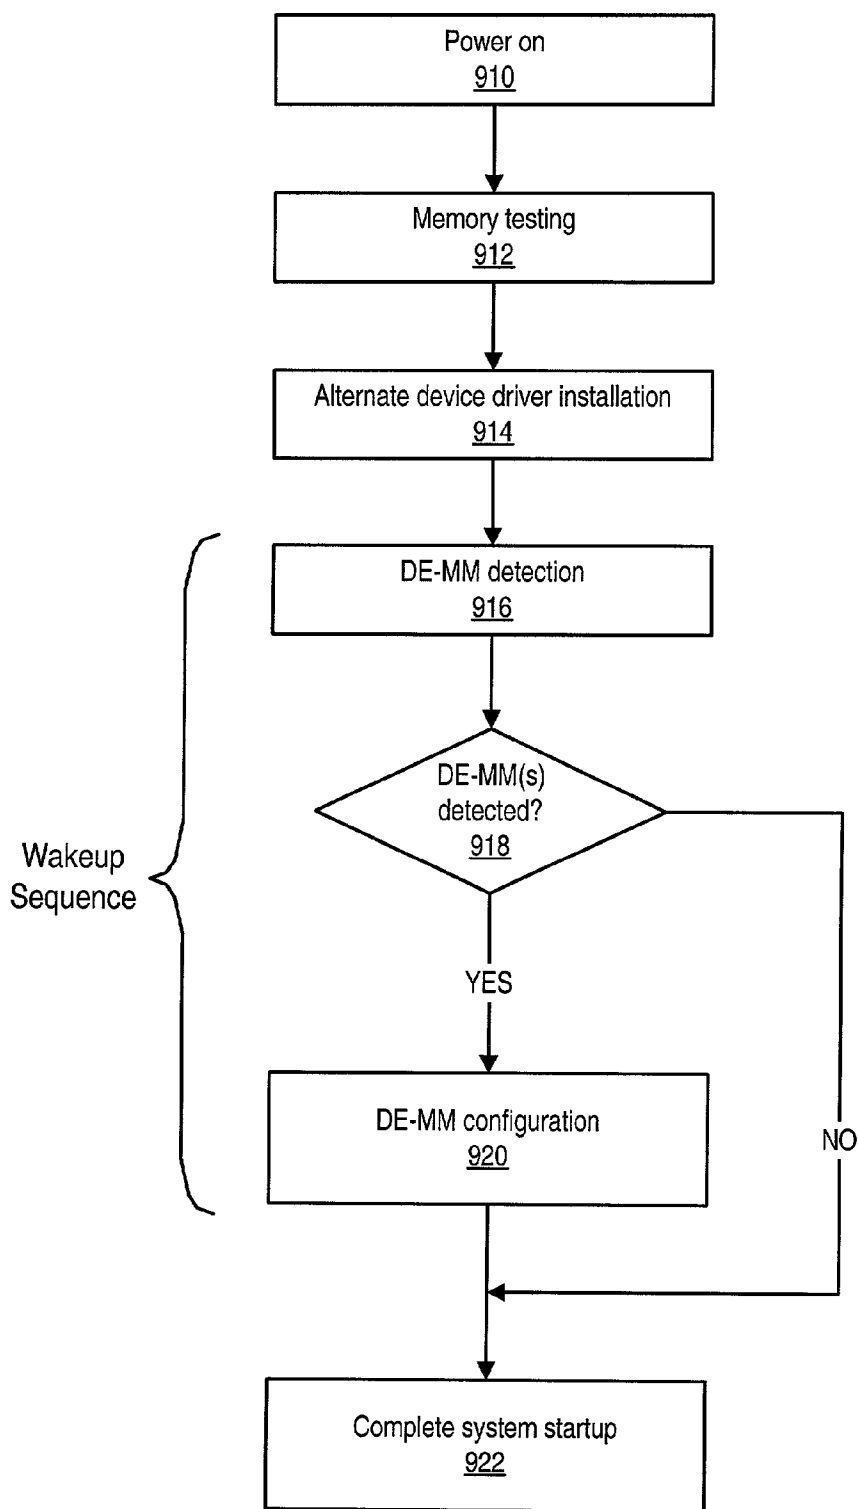 Power on
910
Memory testing
912
Alternate device driver installation
914
DE-MM detection
916
DE-MM(s)
detected?
918
Wakeup
Sequence
YES
DE-MM configuration
920
NO
Complete system startup
922